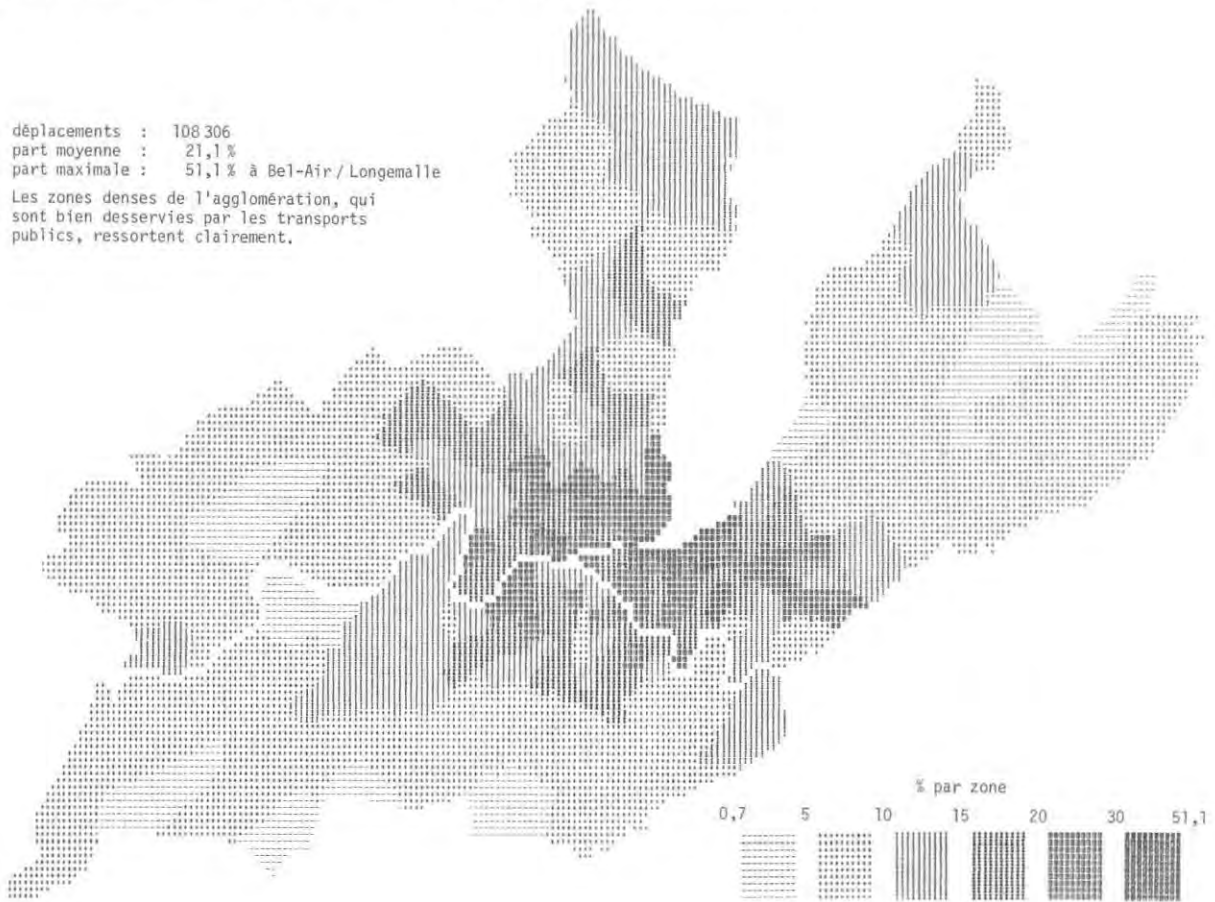 déplacements : 108 306
part moyenne : 21,1 %
part maximale : 51,1 % à Bel-Air / Longemalle
Les zones denses de l'agglomération, qui
sont bien desservies par les transports
publics, ressortent clairement.
% par zone
0,7 5 10 15 20 30 51,1